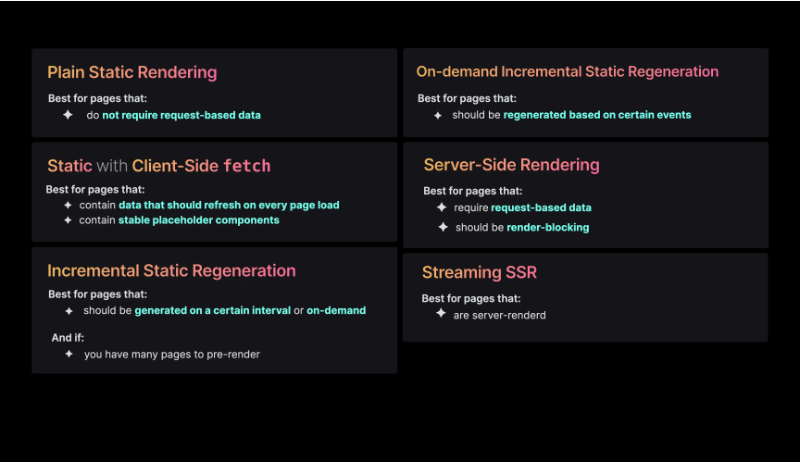 Plain Static Rendering
Best for pages that:
do not require request-based data
Static with Client-Side fetch
Best for pages that:
contain data that should refresh on every page load
contain stable placeholder components
Incremental Static Regeneration
Best for pages that:
should be generated on a certain interval or on-demand
And if:
you have many pages to pre-render
On-demand Incremental Static Regeneration
Best for pages that:
should be regenerated based on certain events
Server-Side Rendering
Best for pages that:
require request-based data
should be render-blocking
Streaming SSR
Best for pages that:
are server-renderd